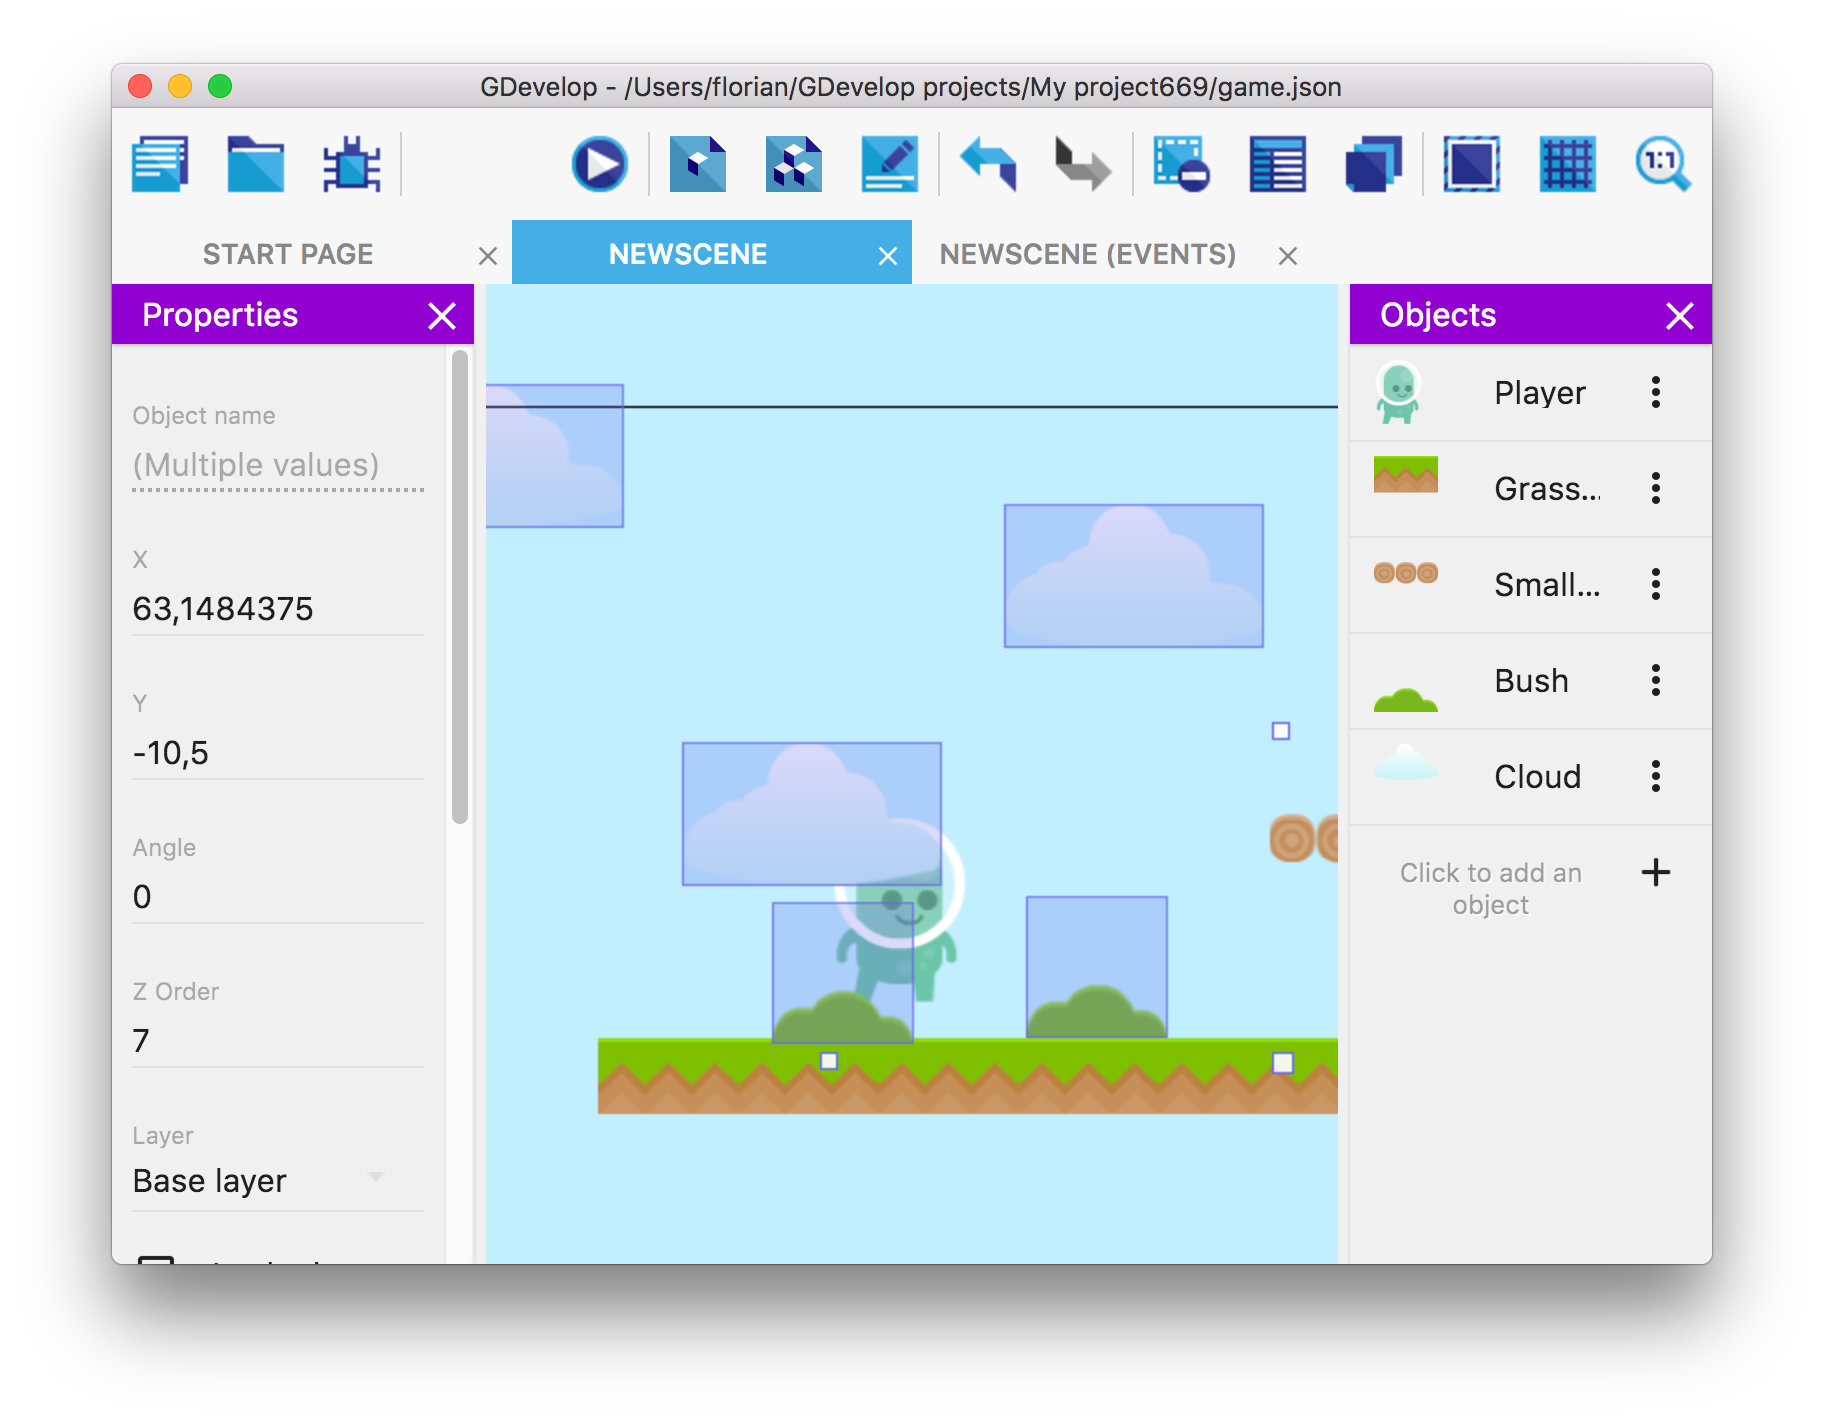 GDevelop - /Users/florian/GDevelop projects/My project669/game.json
1:1
START PAGE
NEWSCENE
NEWSCENE (EVENTS)
Properties
Object name
(Multiple values)
X
63,1484375
Y
-10,5
Angle
0
Z Order
7
Layer
Base layer
Objects
Player
Grass...
Small...
Bush
Cloud
Click to add an
object